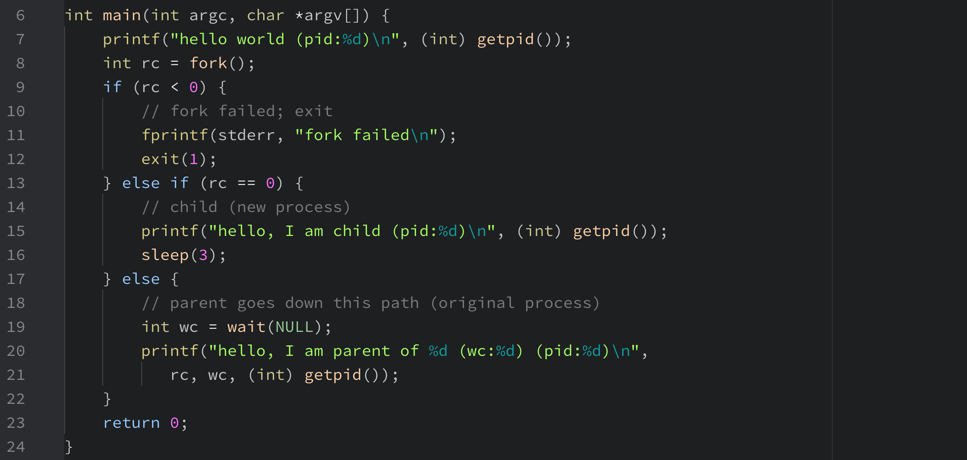 6 int main(int argc, char *argv[]) {
7     printf("hello world (pid:%d)\n", (int) getpid());
8     int rc = fork();
9     if (rc < 0) {
10         // fork failed; exit
11         fprintf(stderr, "fork failed\n");
12         exit(1);
13     } else if (rc == 0) {
14         // child (new process)
15         printf("hello, I am child (pid:%d)\n", (int) getpid());
16         sleep(3);
17     } else {
18         // parent goes down this path (original process)
19         int wc = wait(NULL);
20         printf("hello, I am parent of %d (wc:%d) (pid:%d)\n",
21            rc, wc, (int) getpid());
22     }
23     return 0;
24 }